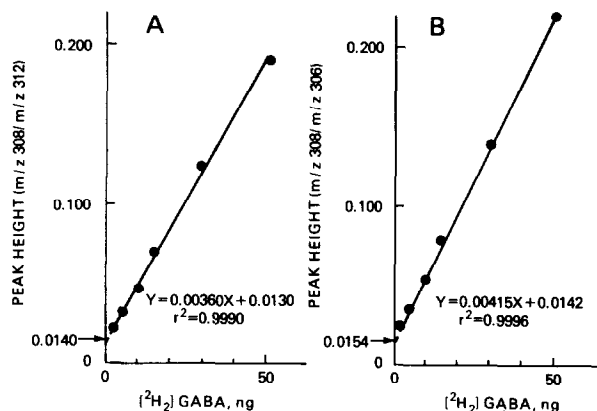 A
PEAK HEIGHT (m/z 308/m/z 312)
0.200
0.100
0.0140
0
Y=0.00360X+0.0130
r²=0.9990
0
50
[²H₂] GABA, ng
B
PEAK HEIGHT (m/z 308/m/z 306)
0.200
0.100
0.0154
0
Y=0.00415X+0.0142
r²=0.9996
0
50
[²H₂] GABA, ng